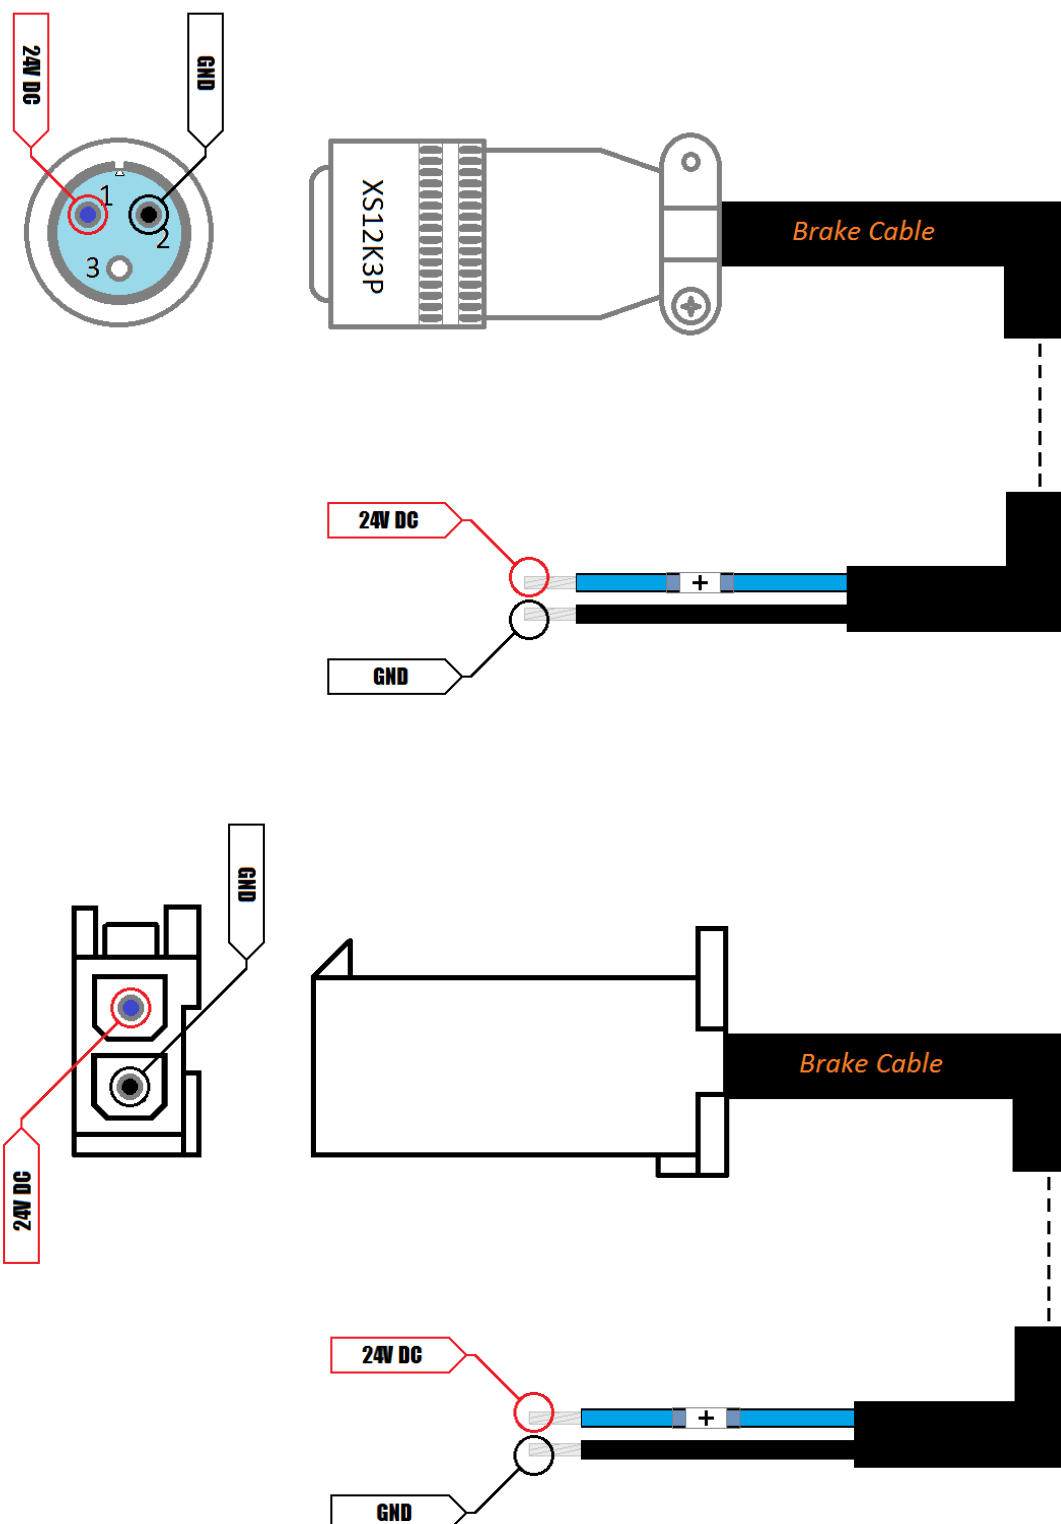 24V DC
GND
1
2
3
XS12K3P
Brake Cable
24V DC
+
GND
GND
24V DC
Brake Cable
24V DC
+
GND